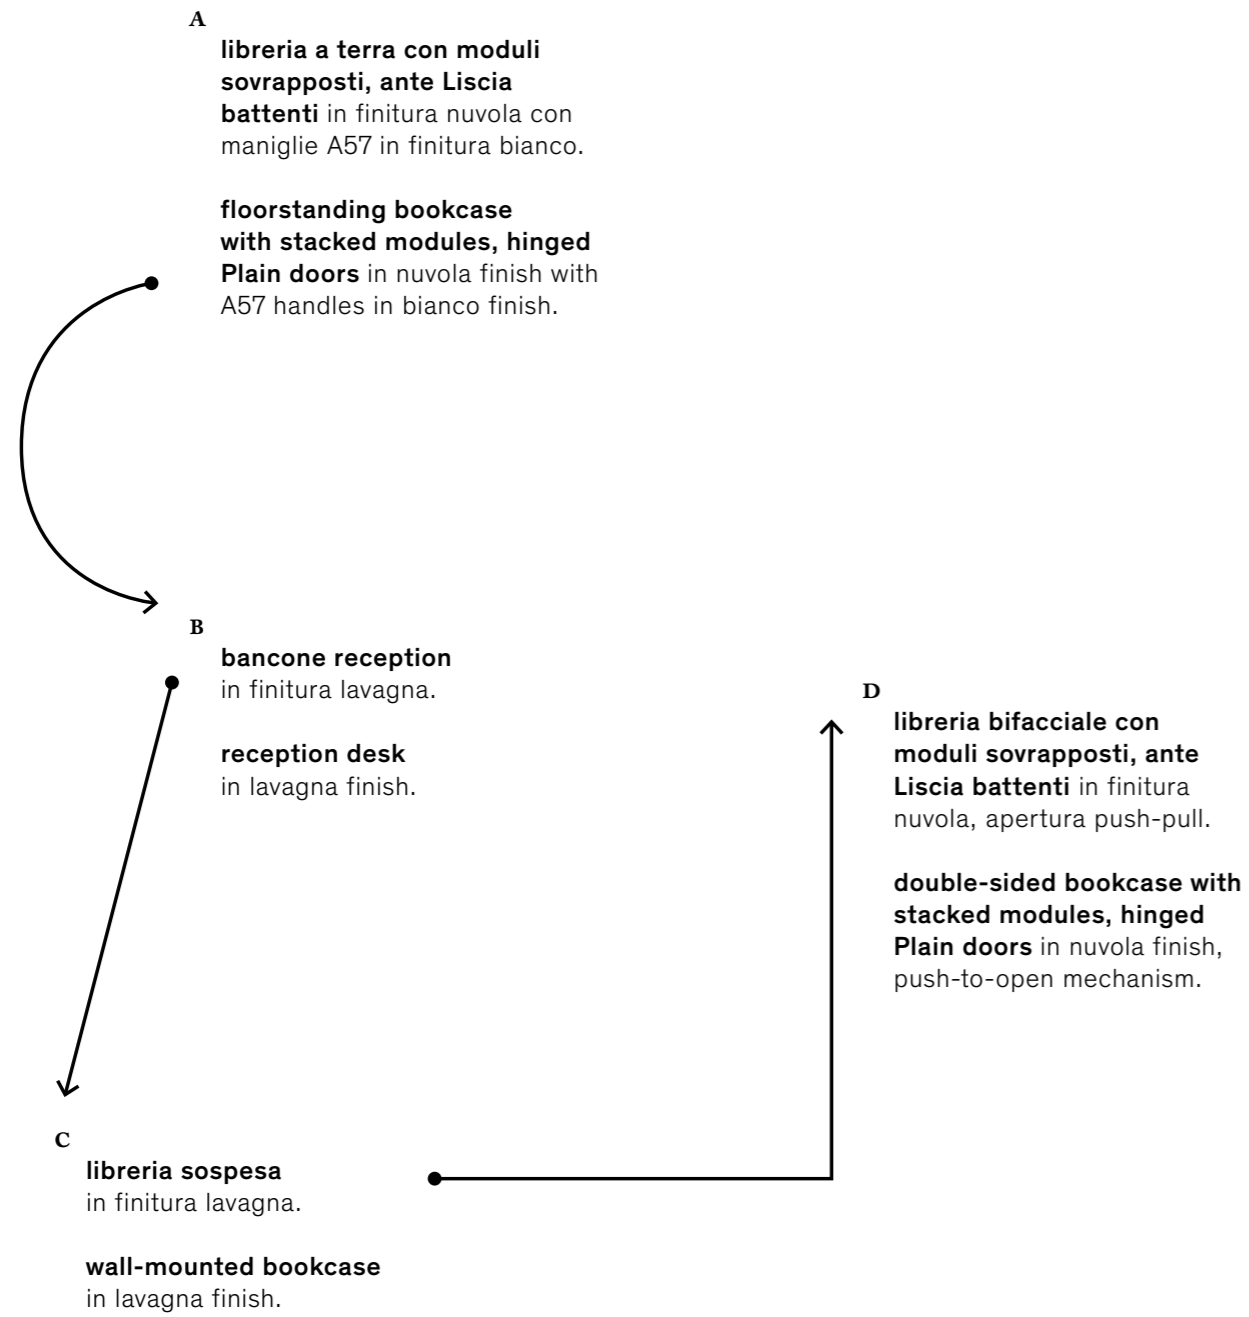 A
libreria a terra con moduli
sovrapposti, ante Liscia
battenti in finitura nuvola con
maniglie A57 in finitura bianco.
floorstanding bookcase
with stacked modules, hinged
Plain doors in nuvola finish with
A57 handles in bianco finish.
B
bancone reception
in finitura lavagna.
reception desk
in lavagna finish.
C
libreria sospesa
in finitura lavagna.
wall-mounted bookcase
in lavagna finish.
D
libreria bifacciale con
moduli sovrapposti, ante
Liscia battenti in finitura
nuvola, apertura push-pull.
double-sided bookcase with
stacked modules, hinged
Plain doors in nuvola finish,
push-to-open mechanism.